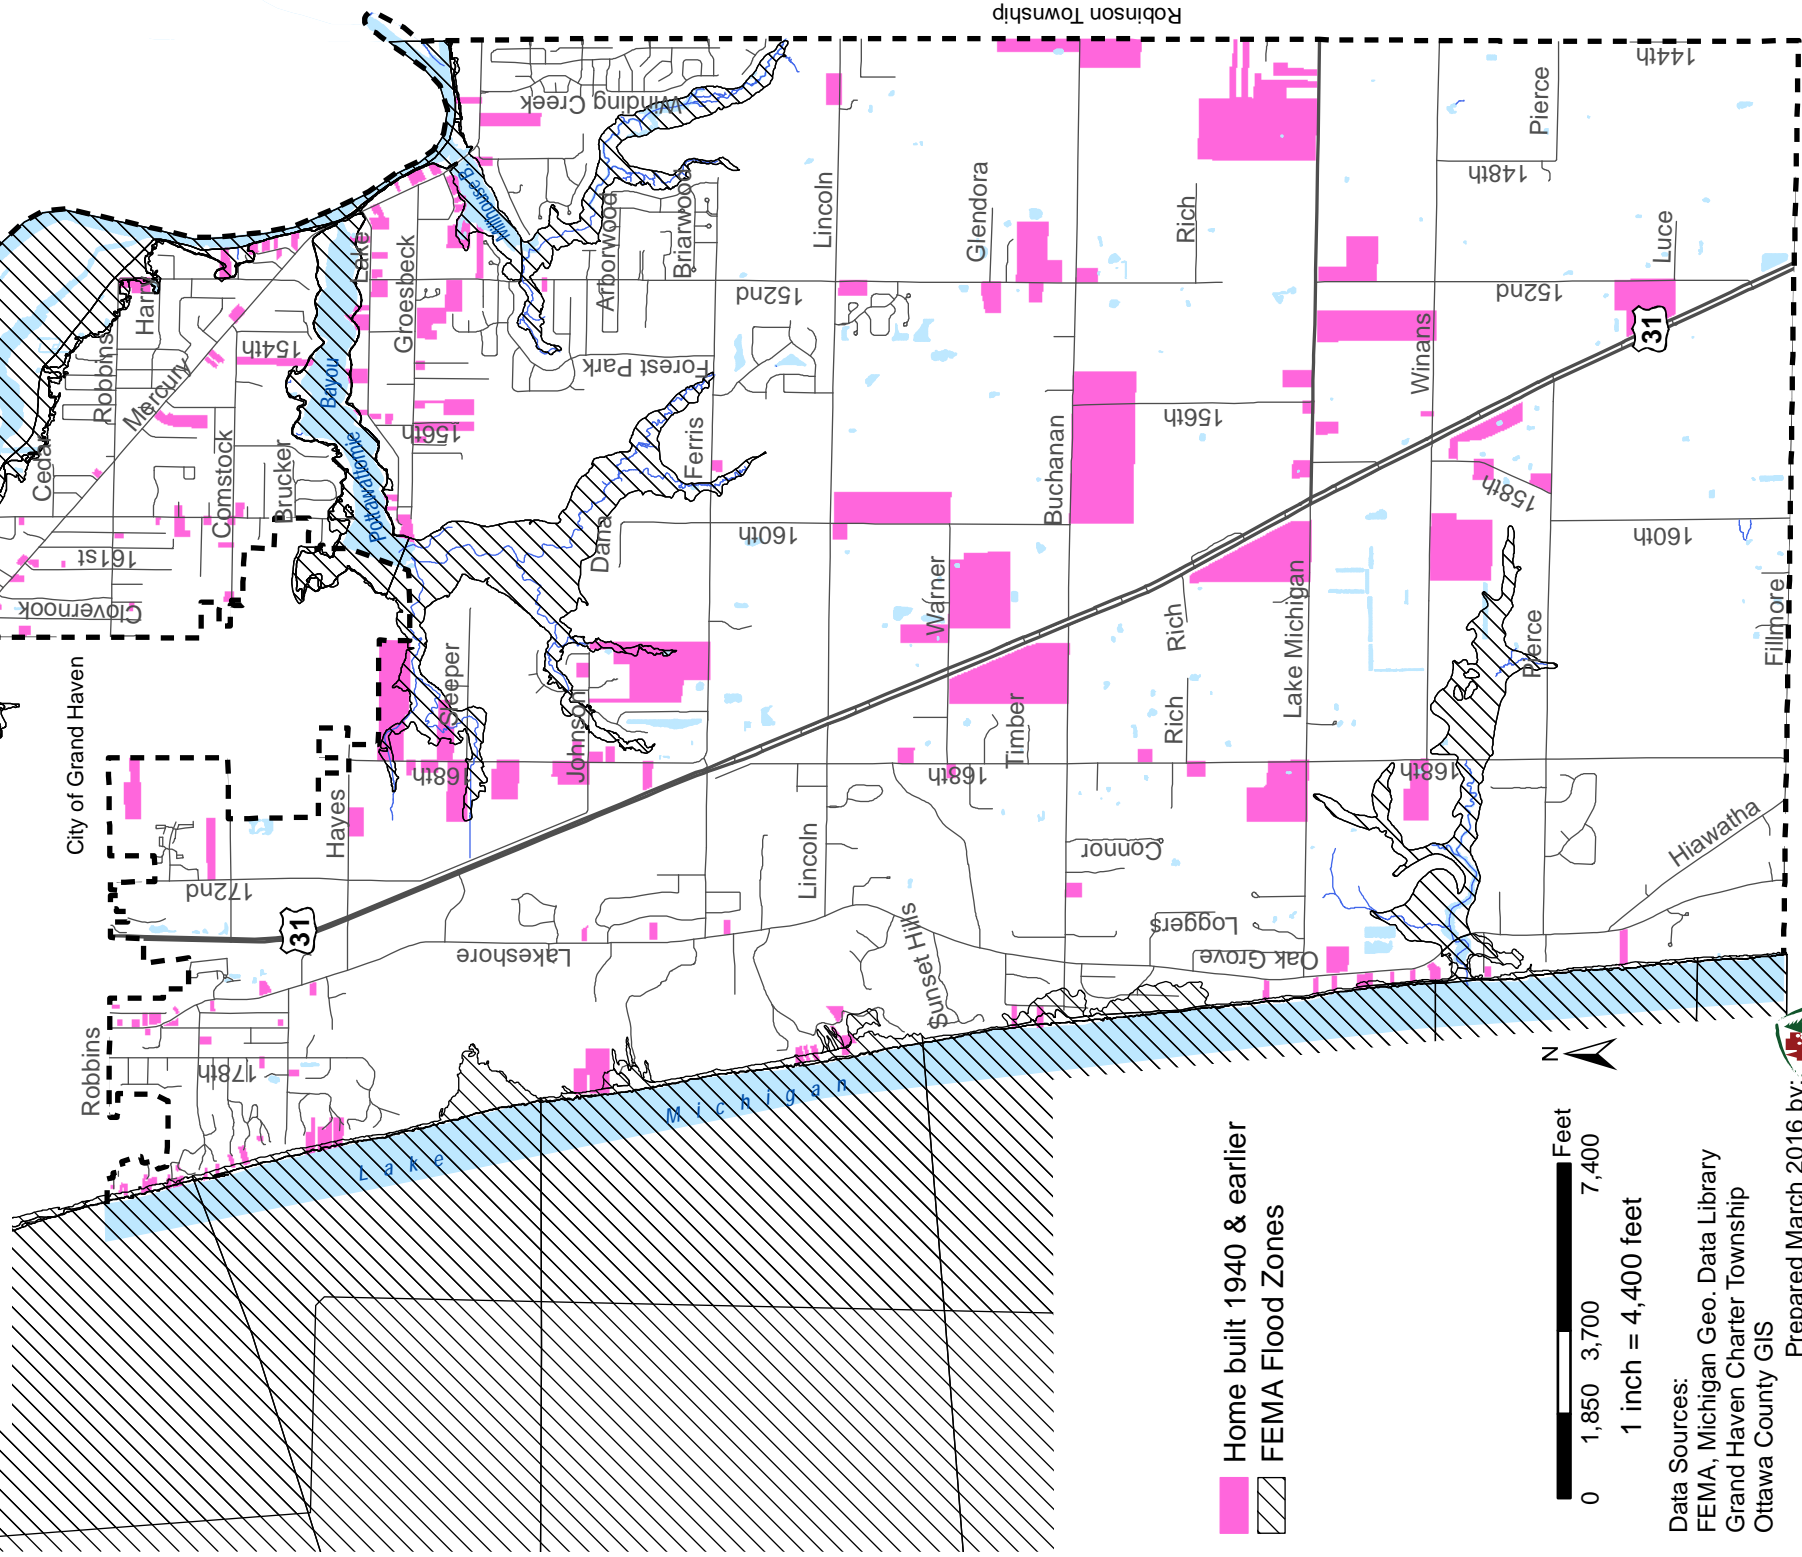 Robinson Township
City of Grand Haven
Winding Creek
Millhouse B
Lake
Groesbeck
Arborwood
Briarwood
Lincoln
Glendora
Rich
Pierce
144th
148th
Luce
152nd
152nd
Harry
Robbins
154th
Mercury
Cedar
Comstock
Brucker
Bayou
Pottawattomie
156th
Forest Park
Ferris
Buchanan
156th
Winans
31
158th
160th
160th
161st
Clovernook
Dana
Warner
Rich
Lake Michigan
Pierce
Fillmore
Sleeper
Johnson
Timber
Rich
168th
168th
168th
Hayes
172nd
31
Lincoln
Connor
Hiawatha
Lakeshore
Sunset Hills
Loggers
Oak Grove
Robbins
178th
Lake Michigan
N
Home built 1940 & earlier
FEMA Flood Zones
Feet
0 1,850 3,700 7,400
1 inch = 4,400 feet
Data Sources:
FEMA, Michigan Geo. Data Library
Grand Haven Charter Township
Ottawa County GIS
Prepared March 2016 by: